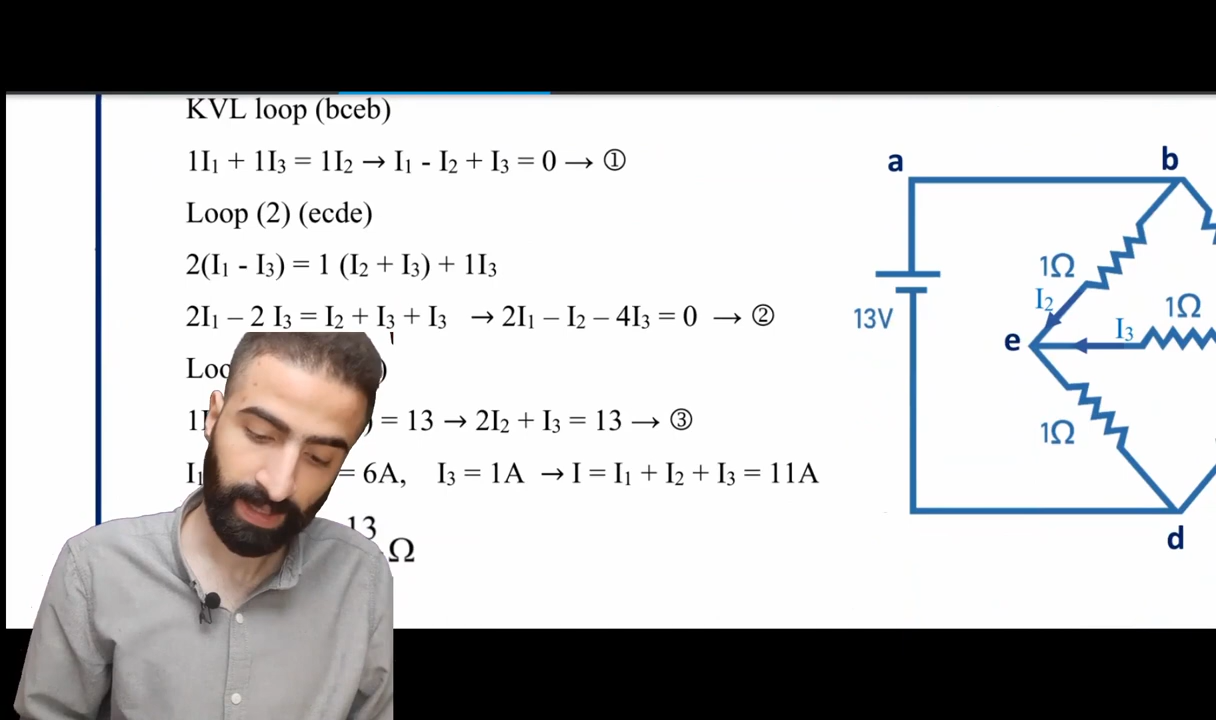 KVL loop (bceb)
1I₁ + 1I₃ = 1I₂ → I₁ - I₂ + I₃ = 0 → ①
Loop (2) (ecde)
2(I₁ - I₃) = 1 (I₂ + I₃) + 1I₃
2I₁ – 2 I₃ = I₂ + I₃ + I₃ → 2I₁ – I₂ – 4I₃ = 0 → ②
)
) = 13 → 2I₂ + I₃ = 13 → ③
= 6A, I₃ = 1A → I = I₁ + I₂ + I₃ = 11A
13
Ω
a
b
1Ω
I₂
1Ω
I₃
13V
e
1Ω
d